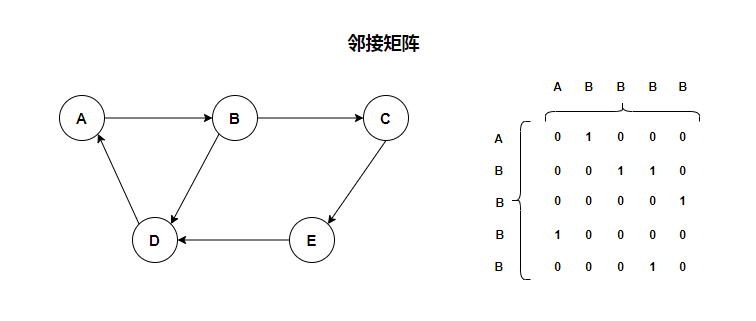 邻接矩阵
A B B B B
A B C
A 0 1 0 0 0
B 0 0 1 1 0
B 0 0 0 0 1
D E
B 1 0 0 0 0
B 0 0 0 1 0